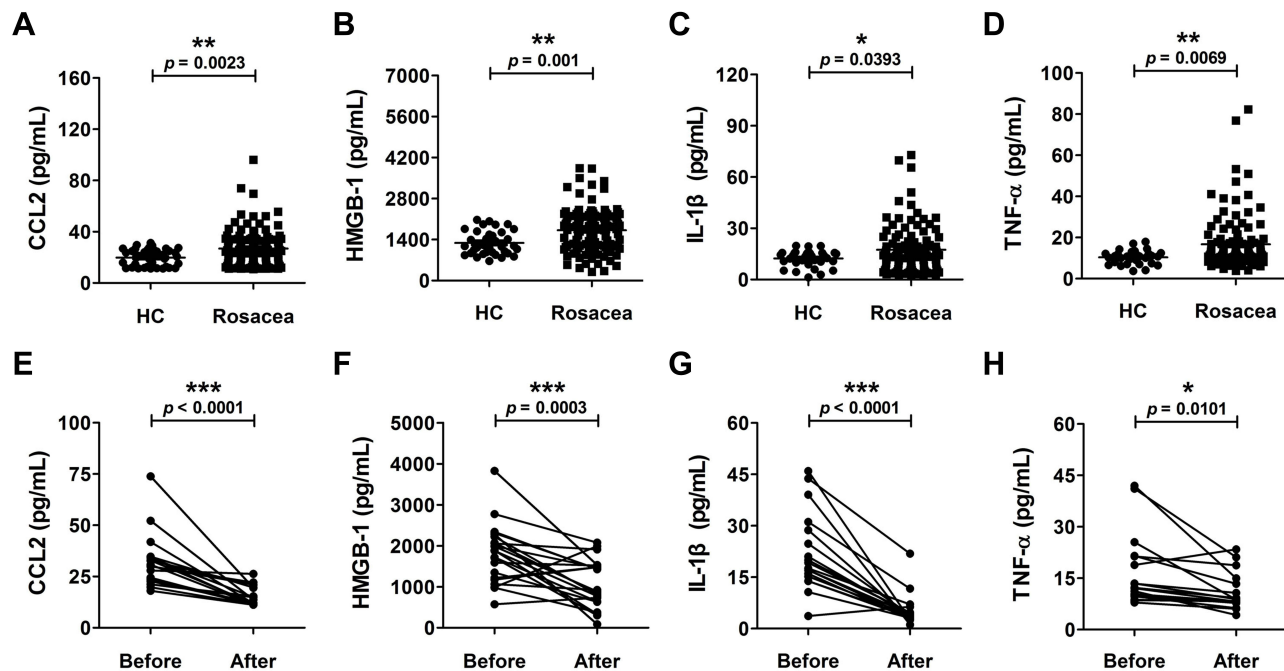 A
**
p = 0.0023
CCL2 (pg/mL)
160
120
80
40
0
HC Rosacea
B
**
p = 0.001
HMGB-1 (pg/mL)
7000
5600
4200
2800
1400
0
HC Rosacea
C
*
p = 0.0393
IL-1β (pg/mL)
120
90
60
30
0
HC Rosacea
D
**
p = 0.0069
TNF-α (pg/mL)
100
80
60
40
20
0
HC Rosacea
E
***
p < 0.0001
CCL2 (pg/mL)
100
75
50
25
0
Before After
F
***
p = 0.0003
HMGB-1 (pg/mL)
5000
4000
3000
2000
1000
0
Before After
G
***
p < 0.0001
IL-1β (pg/mL)
60
45
30
15
0
Before After
H
*
p = 0.0101
TNF-α (pg/mL)
60
45
30
15
0
Before After